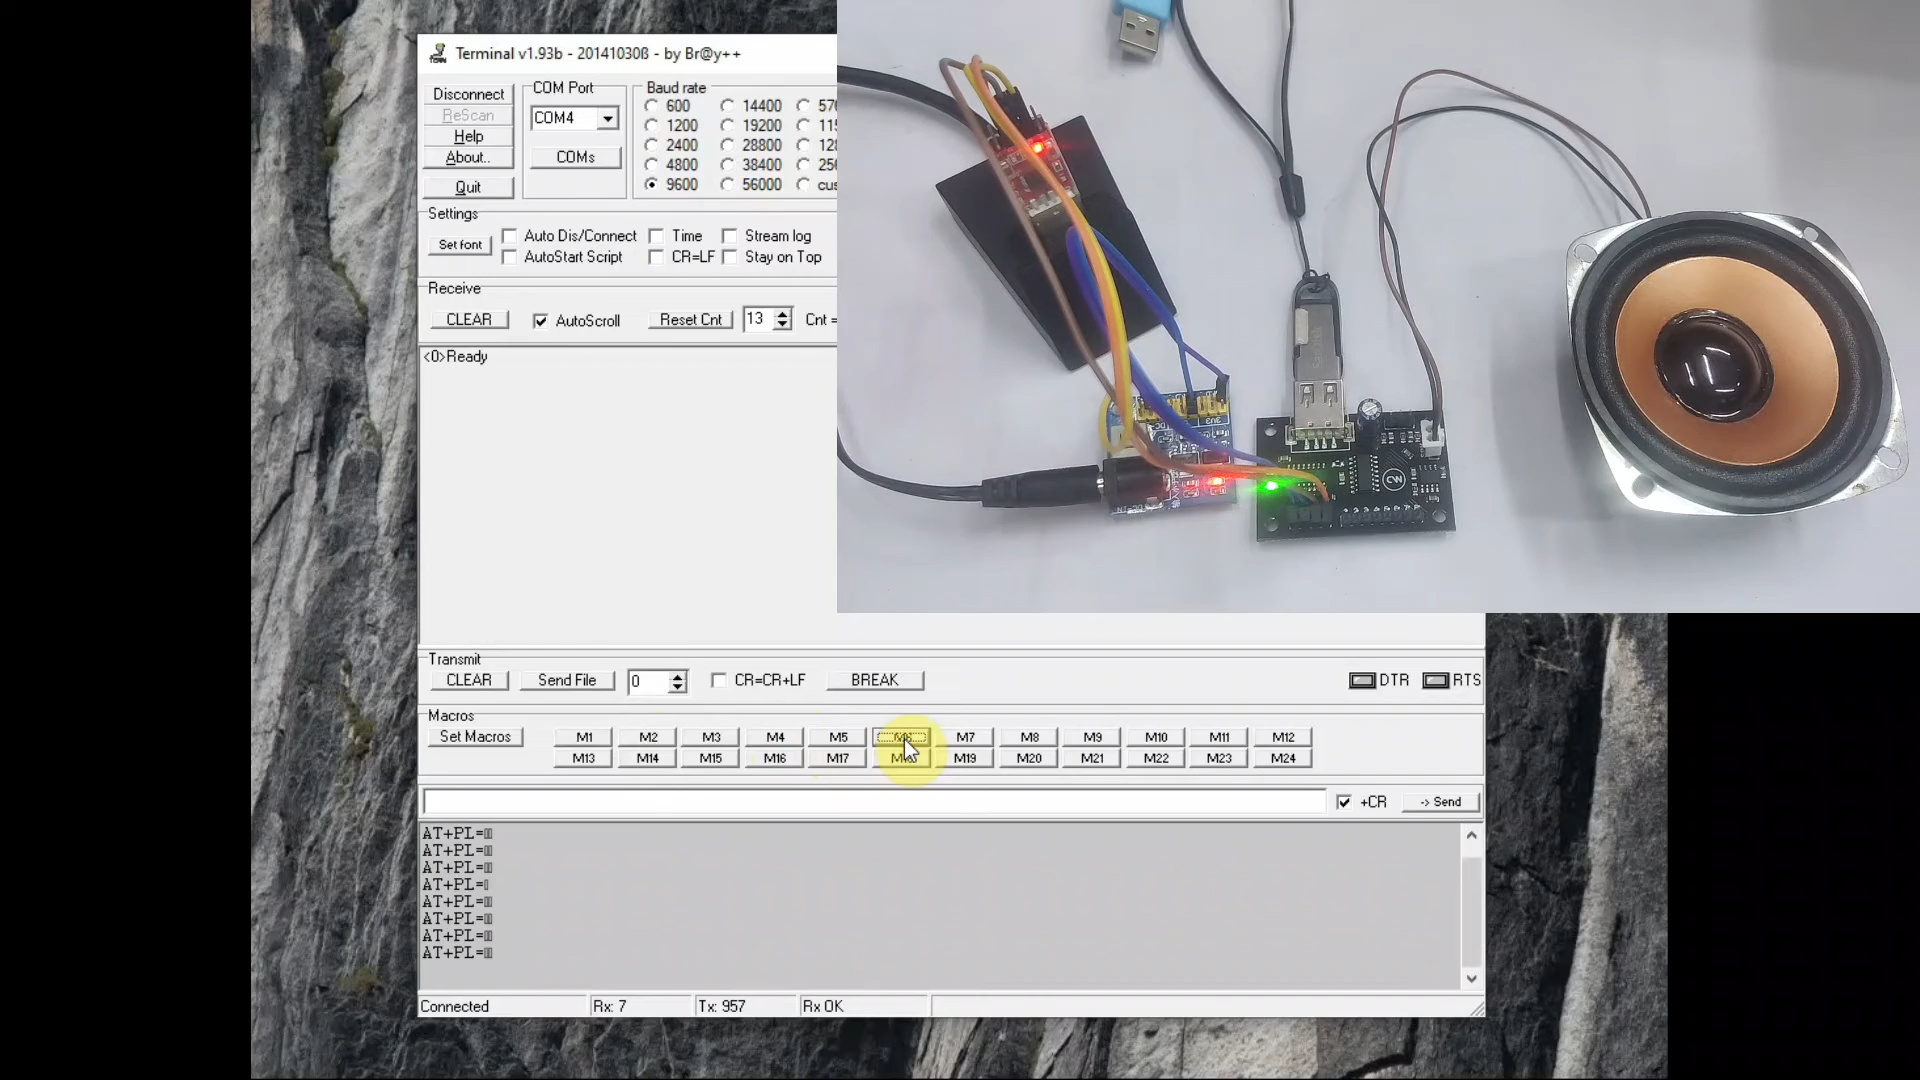 Terminal v1.93b - 20141030ß - by Br@y++
Disconnect
ReScan
Help
About..
Quit
COM Port
COM4
COMs
Baud rate
600
14400
1200
19200
2400
28800
4800
38400
9600
56000
Settings
Set font
Auto Dis/Connect
Time
Stream log
AutoStart Script
CR=LF
Stay on Top
Receive
CLEAR
AutoScroll
Reset Cnt
13
Cnt =
<0>Ready
3V3
Transmit
CLEAR
Send File
0
CR=CR+LF
BREAK
DTR
RTS
Macros
Set Macros
M1 M2 M3 M4 M5 M6 M7 M8 M9 M10 M11 M12
M13 M14 M15 M16 M17 M18 M19 M20 M21 M22 M23 M24
+CR
-> Send
AT+PL=
AT+PL=
AT+PL=
AT+PL=
AT+PL=
AT+PL=
AT+PL=
AT+PL=
Connected
Rx: 7
Tx: 957
Rx OK